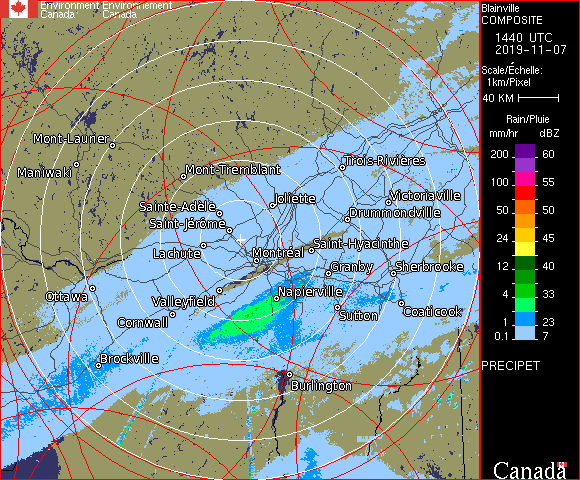 Environment Environnement
Canada Canada
Mont-Laurier
Maniwaki
Mont-Tremblant
Trois-Rivières
Sainte-Adele
Joliette
Victoriaville
Saint-Jérôme
Drummondville
Lachute
Montréal
Saint-Hyacinthe
Granby
Sherbrooke
Ottawa
Valleyfield
Napierville
Cornwall
Sutton
Coaticook
Brockville
Burlington
Blainville
COMPOSITE
1440 UTC
2019-11-07
Scale/Échelle:
1km/Pixel
40 KM
Rain/Pluie
mm/hr dBZ
200 60
100 55
50 50
24 45
12 40
4 33
1 23
0.1 7
PRECIPET
Canada